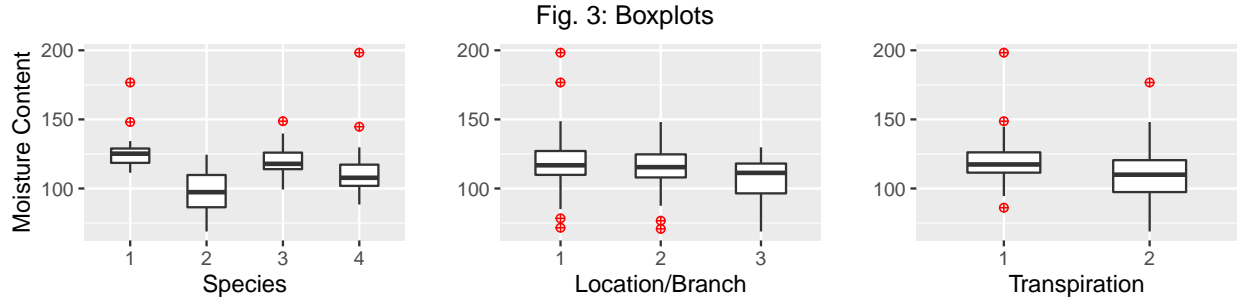 Fig. 3: Boxplots
Moisture Content
200
150
100
1 2 3 4
Species
200
150
100
1 2 3
Location/Branch
200
150
100
1 2
Transpiration